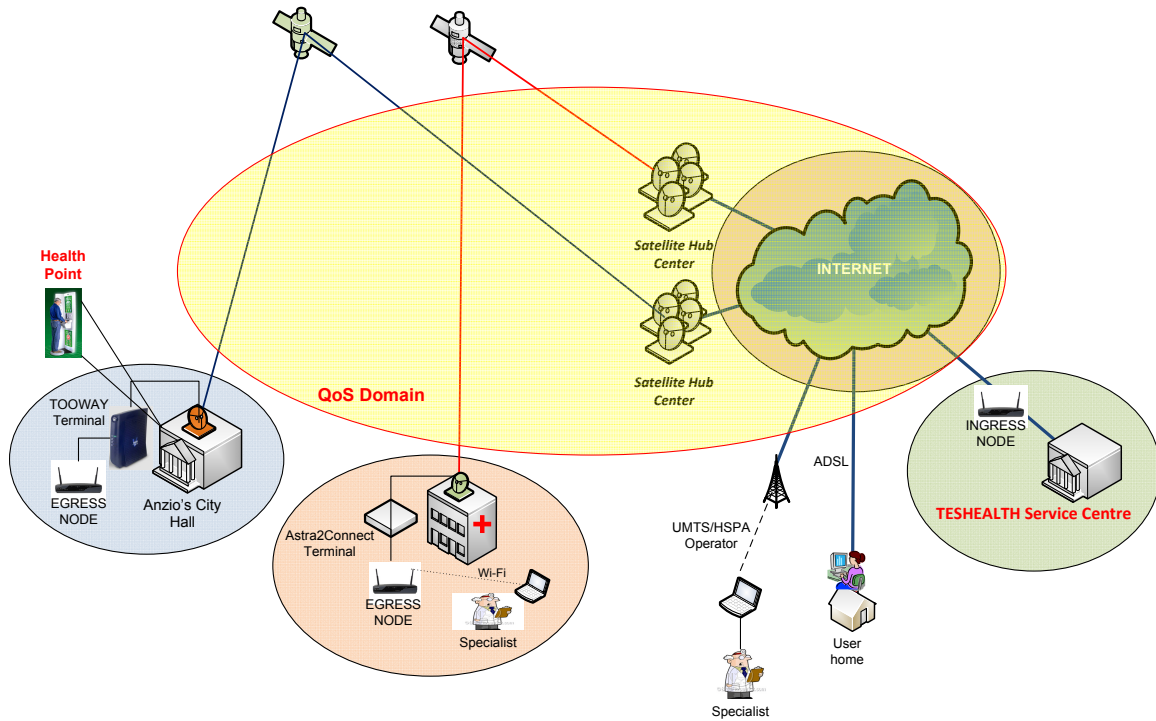 Satellite Hub
Center
INTERNET
Health
Point
Satellite Hub
Center
QoS Domain
TOOWAY
Terminal
EGRESS
NODE
Anzio's City
Hall
INGRESS
NODE
TESHEALTH Service Centre
ADSL
Astra2Connect
Terminal
Wi-Fi
EGRESS
NODE
Specialist
UMTS/HSPA
Operator
User
home
Specialist